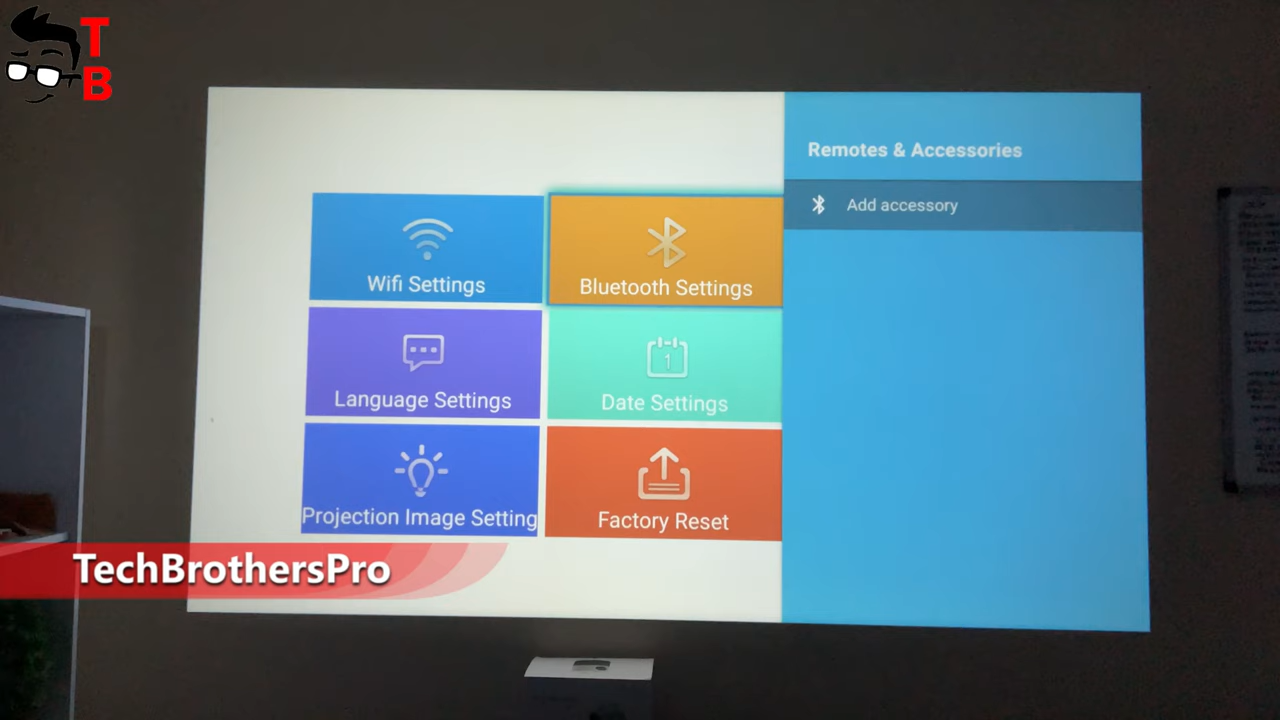 T
B
Remotes & Accessories
Add accessory
Wifi Settings
Bluetooth Settings
Language Settings
1
Date Settings
Projection Image Setting
Factory Reset
TechBrothersPro